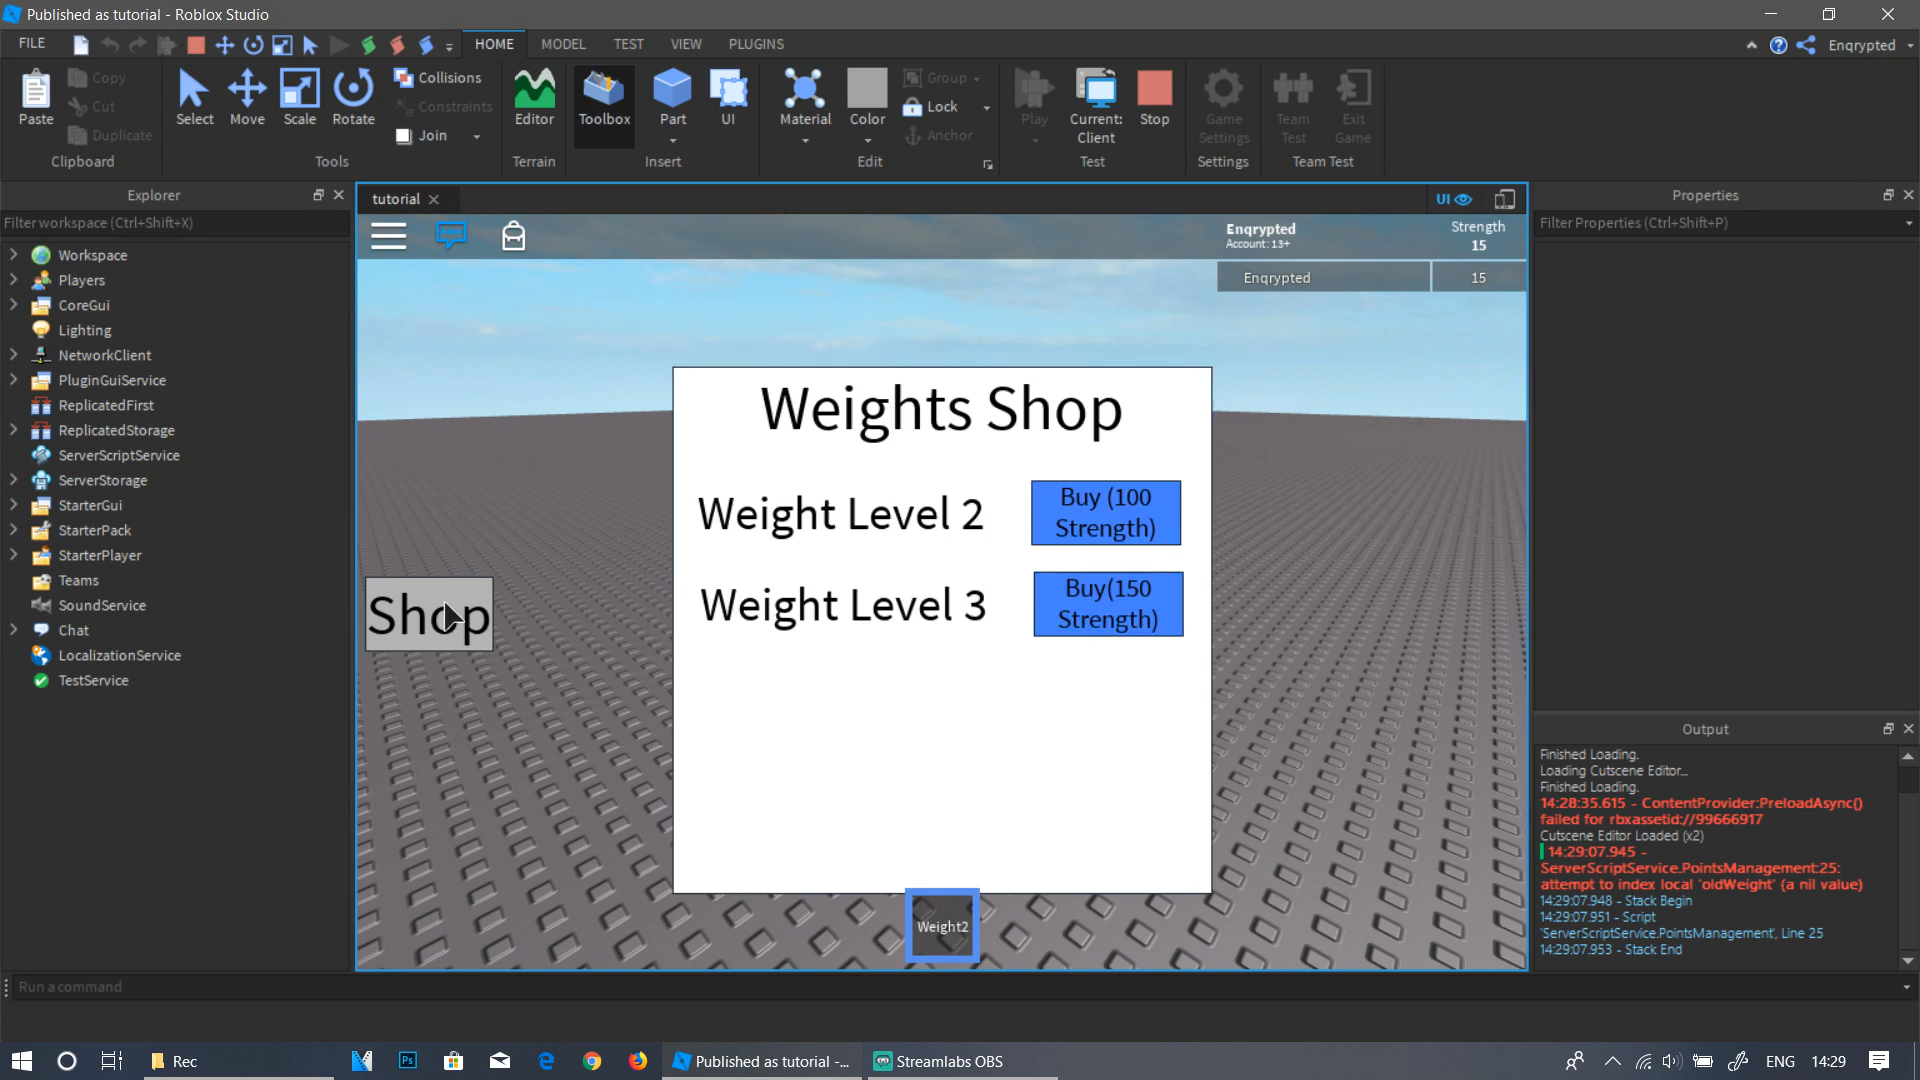 Published as tutorial - Roblox Studio
FILE
HOME
MODEL
TEST
VIEW
PLUGINS
Enqrypted
Paste
Copy
Cut
Duplicate
Clipboard
Select
Move
Scale
Rotate
Collisions
Constraints
Join
Tools
Editor
Terrain
Toolbox
Part
UI
Insert
Material
Color
Group
Lock
Anchor
Edit
Play
Current:
Client
Stop
Test
Game
Settings
Settings
Team
Test
Exit
Game
Team Test
Explorer
Filter workspace (Ctrl+Shift+X)
Workspace
Players
CoreGui
Lighting
NetworkClient
PluginGuiService
ReplicatedFirst
ReplicatedStorage
ServerScriptService
ServerStorage
StarterGui
StarterPack
StarterPlayer
Teams
SoundService
Chat
LocalizationService
TestService
tutorial
UI
Enqrypted
Account: 13+
Strength
15
Enqrypted
15
Weights Shop
Weight Level 2
Buy (100
Strength)
Weight Level 3
Buy(150
Strength)
Shop
Weight2
Properties
Filter Properties (Ctrl+Shift+P)
Output
Finished Loading.
Loading Cutscene Editor...
Finished Loading.
14:28:35.615 - ContentProvider:PreloadAsync()
failed for rbxassetid://99666917
Cutscene Editor Loaded (x2)
14:29:07.945 -
ServerScriptService.PointsManagement:25:
attempt to index local 'oldWeight' (a nil value)
14:29:07.948 - Stack Begin
14:29:07.951 - Script
'ServerScriptService.PointsManagement', Line 25
14:29:07.953 - Stack End
Run a command
Rec
Ps
Published as tutorial -...
Streamlabs OBS
ENG
14:29